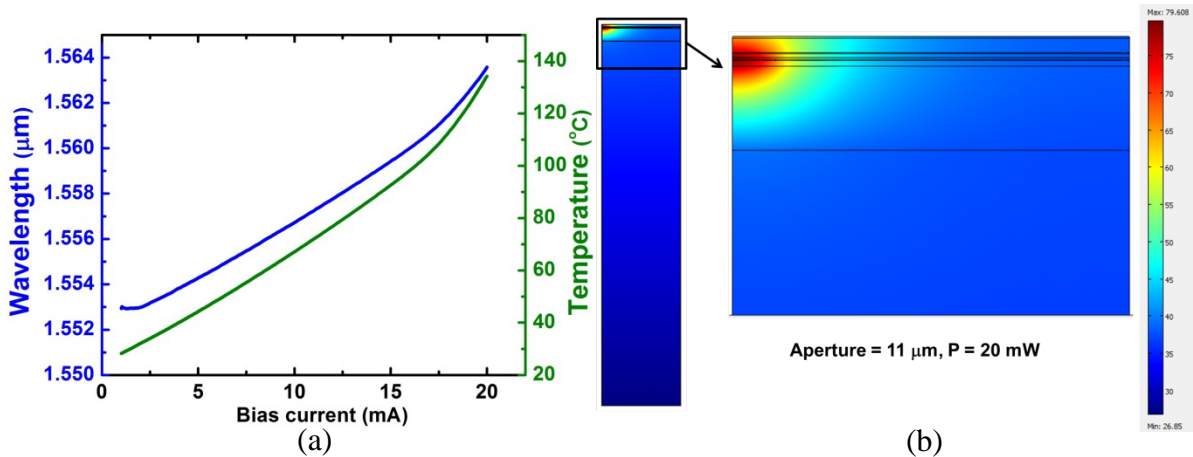 Wavelength (μm)
1.564
1.562
1.560
1.558
1.556
1.554
1.552
1.550
0 5 10 15 20
Bias current (mA)
140
120
100
80
60
40
20
Temperature (°C)
(a)
Aperture = 11 μm, P = 20 mW
(b)
Max: 79.608
75
70
65
60
55
50
45
40
35
30
Min: 26.85